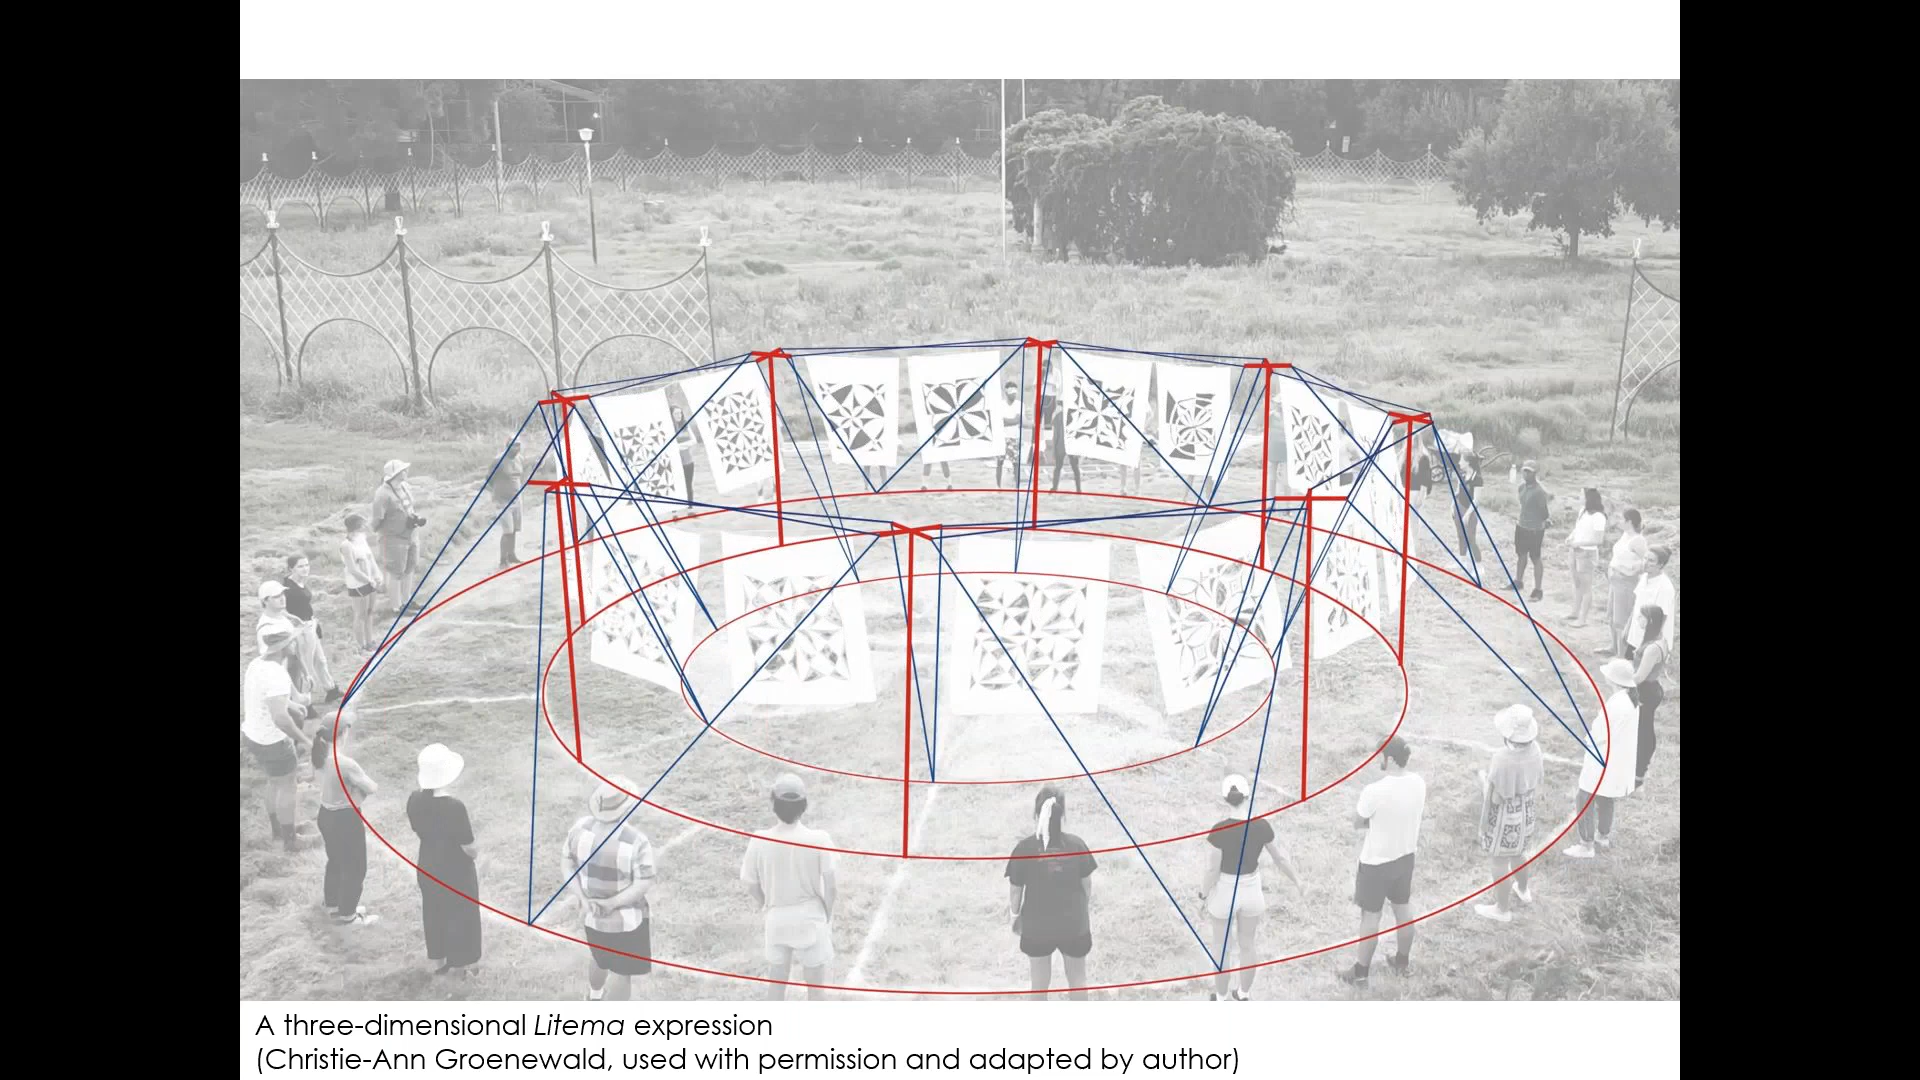 A three-dimensional Litema expression
(Christie-Ann Groenewald, used with permission and adapted by author)